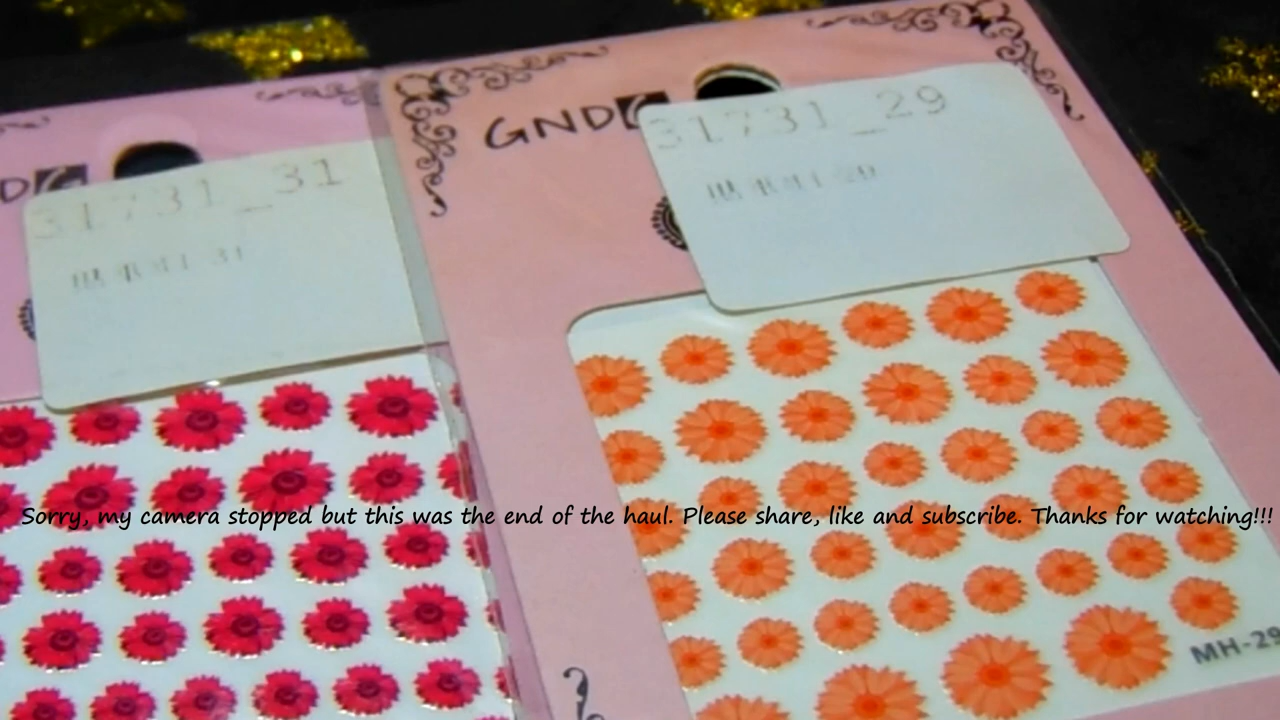 GND
31731_29
D
31731_31
Sorry, my camera stopped but this was the end of the haul. Please share, like and subscribe. Thanks for watching!!!
MH-29